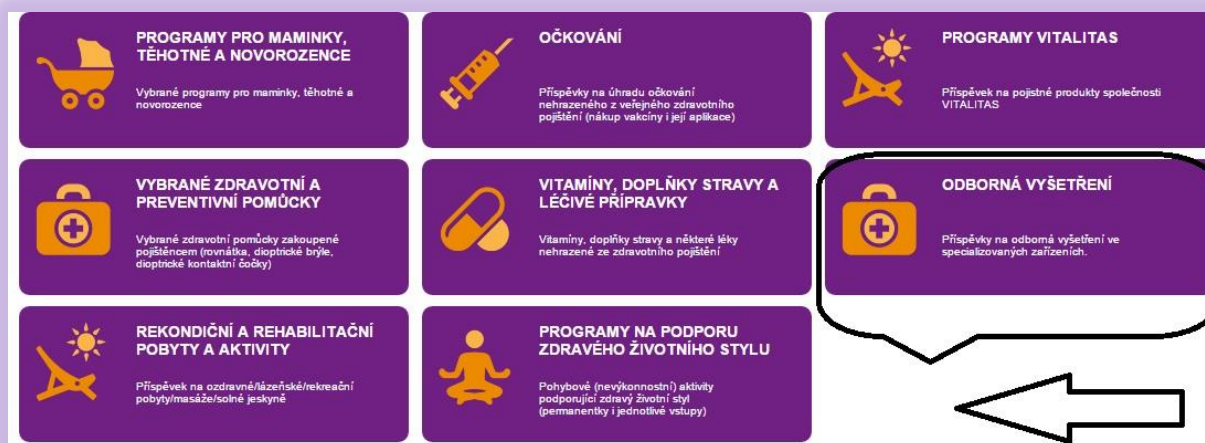 PROGRAMY PRO MAMINKY,
TĚHOTNÉ A NOVOROZENCE
Vybrané programy pro maminky, těhotné a
novorozence
OČKOVÁNÍ
Příspěvky na úhradu očkování
nehrazeného z veřejného zdravotního
pojištění (nákup vakcíny i její aplikace)
PROGRAMY VITALITAS
Příspěvek na pojistné produkty společnosti
VITALITAS
VYBRANÉ ZDRAVOTNÍ A
PREVENTIVNÍ POMŮCKY
Vybrané zdravotní pomůcky zakoupené
pojištěncem (rovnátka, dioptrické brýle,
dioptrické kontaktní čočky)
VITAMÍNY, DOPLŇKY STRAVY A
LÉČIVÉ PŘÍPRAVKY
Vitamíny, doplňky stravy a některé léky
nehrazené ze zdravotního pojištění
ODBORNÁ VYŠETŘENÍ
Příspěvky na odborná vyšetření ve
specializovaných zařízeních.
REKONDIČNÍ A REHABILITAČNÍ
POBYTY A AKTIVITY
Příspěvek na ozdravné/lázeňské/rekreační
pobyty/masáže/solné jeskyně
PROGRAMY NA PODPORU
ZDRAVÉHO ŽIVOTNÍHO STYLU
Pohybové (nevýkonnostní) aktivity
podporující zdravý životní styl
(permanentky i jednotlivé vstupy)